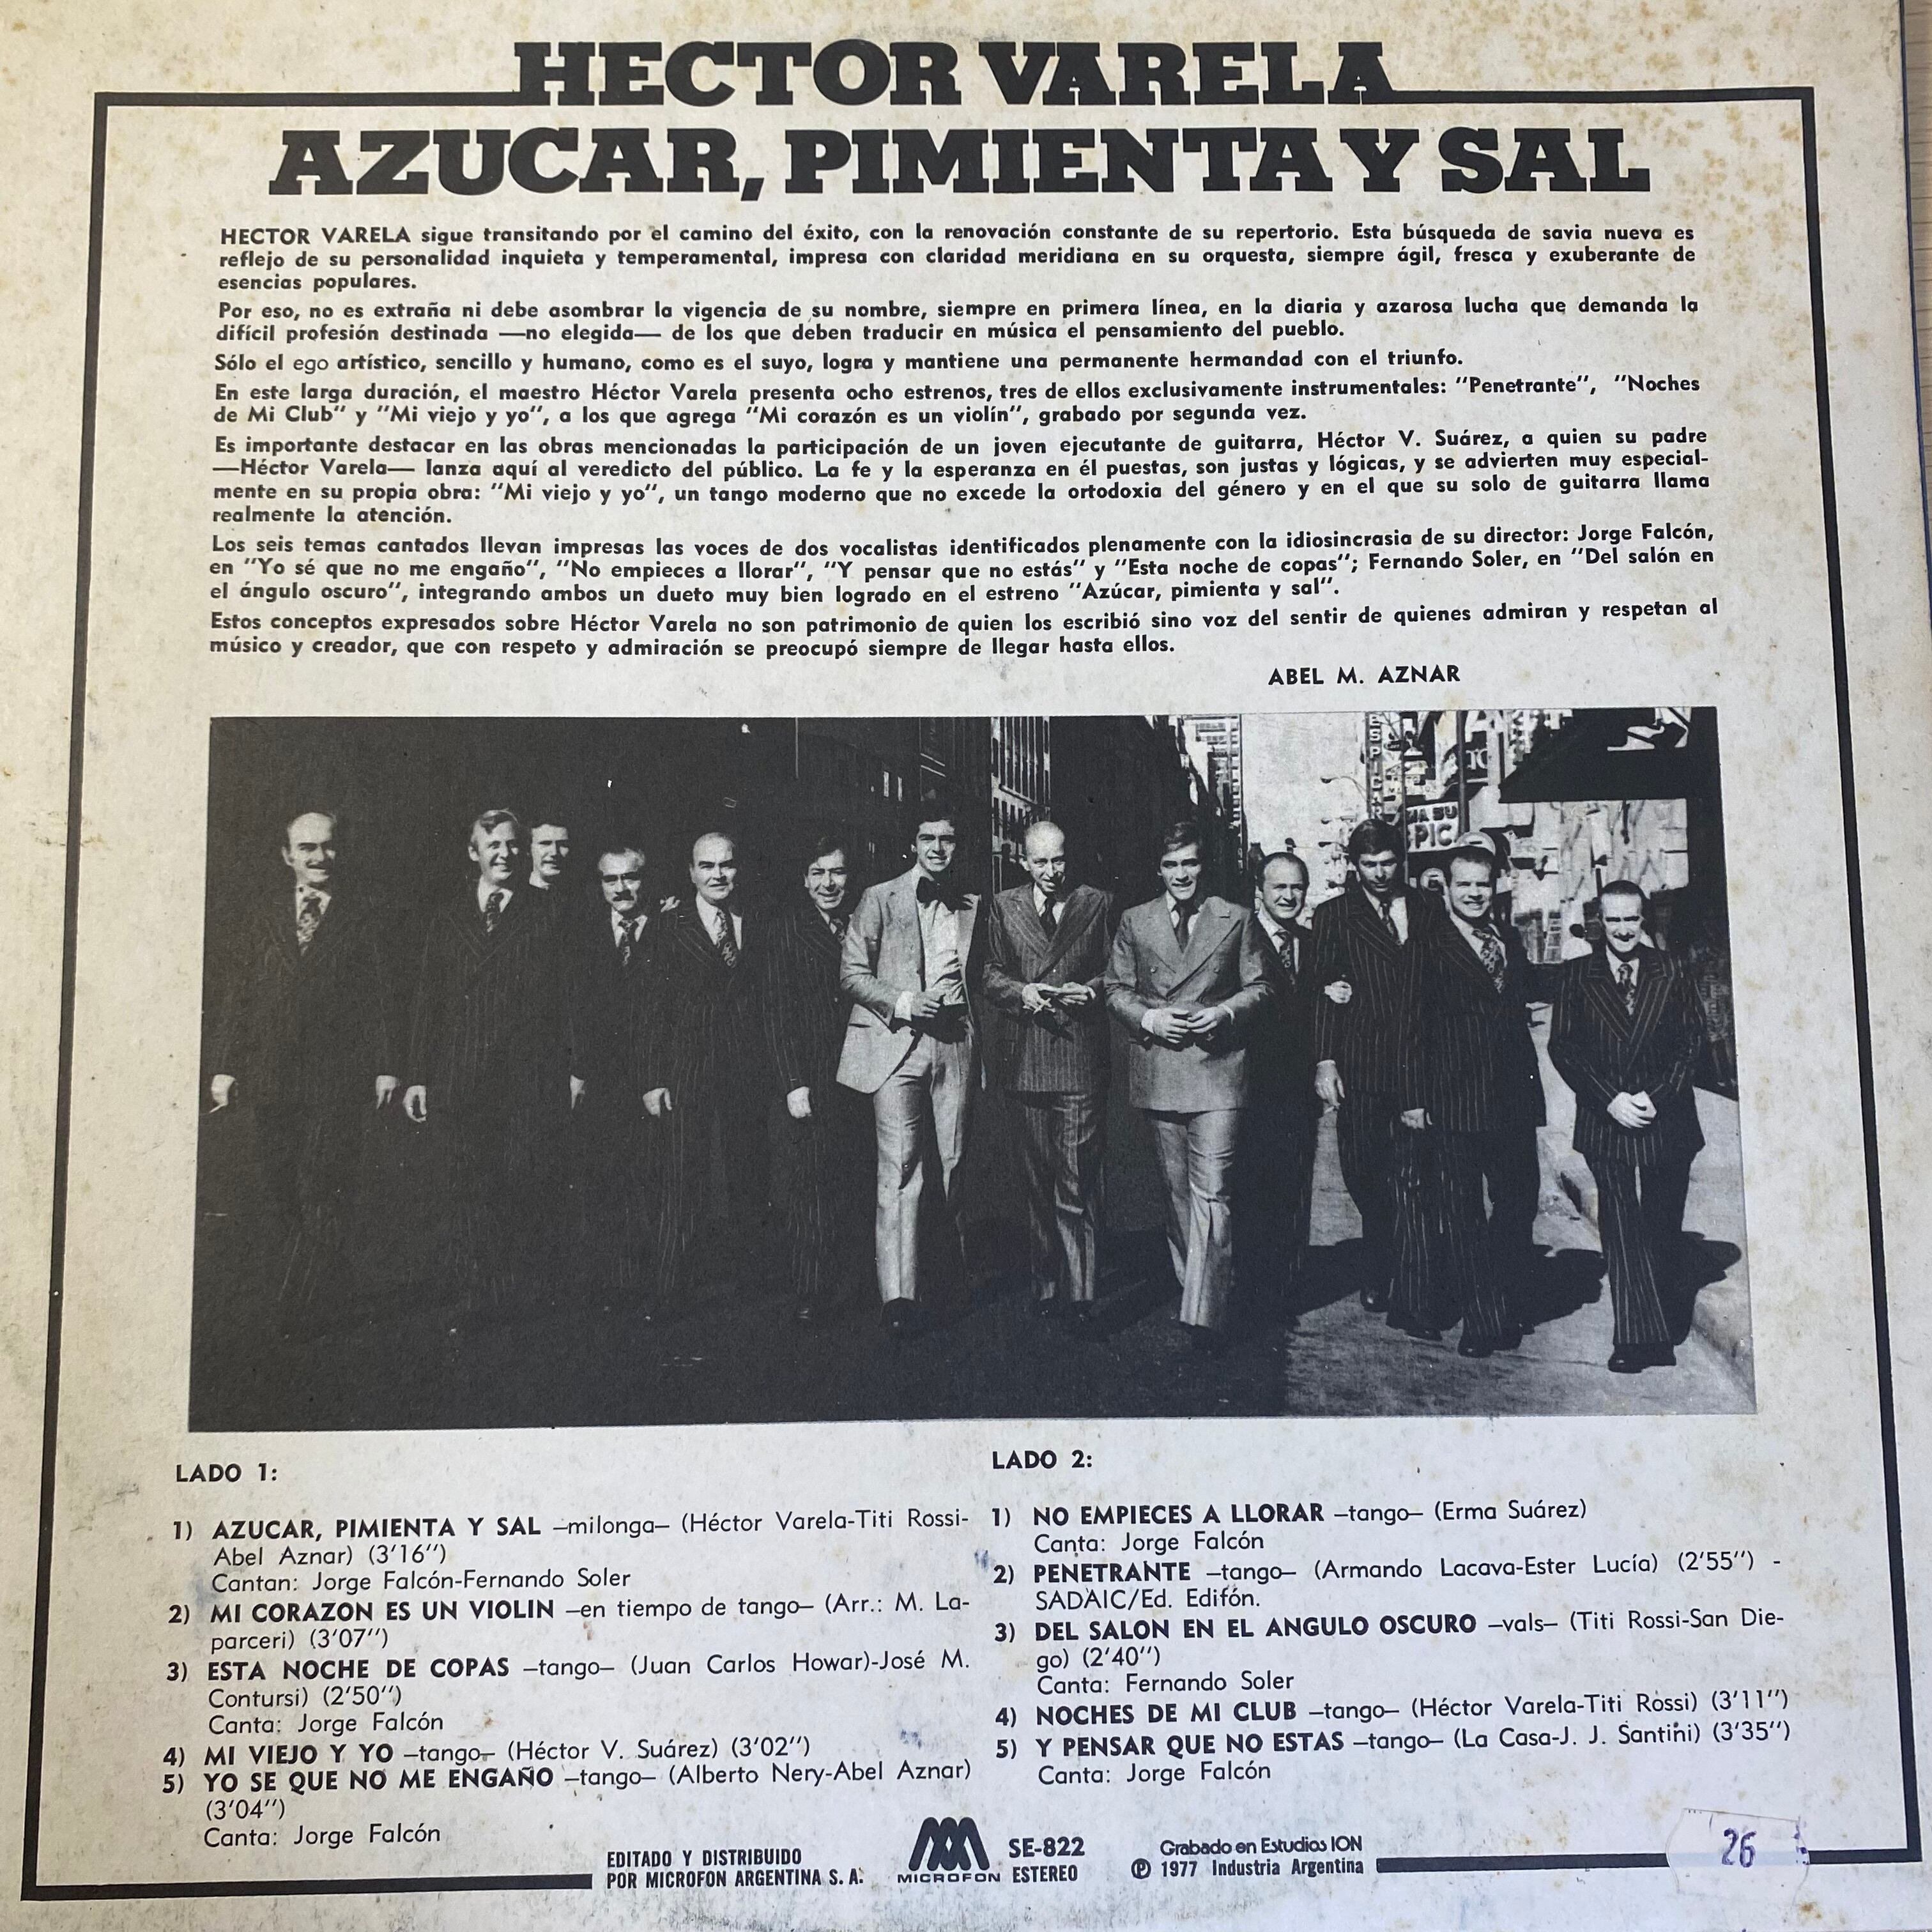 HECTOR VARELA
AZUCAR, PIMIENTA Y SAL
HECTOR VARELA sigue transitando por el camino del éxito, con la renovación constante de su repertorio. Esta búsqueda de savia nueva es
reflejo de su personalidad inquieta y temperamental, impresa con claridad meridiana en su orquesta, siempre ágil, fresca y exuberante de
esencias populares.
Por eso, no es extraña ni debe asombrar la vigencia de su nombre, siempre en primera línea, en la diaria y azarosa lucha que demanda la
difícil profesión destinada —no elegida— de los que deben traducir en música el pensamiento del pueblo.
Sólo el ego artístico, sencillo y humano, como es el suyo, logra y mantiene una permanente hermandad con el triunfo.
En este larga duración, el maestro Héctor Varela presenta ocho estrenos, tres de ellos exclusivamente instrumentales: "Penetrante", "Noches
de Mi Club" y "Mi viejo y yo", a los que agrega "Mi corazón es un violín", grabado por segunda vez.
Es importante destacar en las obras mencionadas la participación de un joven ejecutante de guitarra, Héctor V. Suárez, a quien su padre
—Héctor Varela— lanza aquí al veredicto del público. La fe y la esperanza en él puestas, son justas y lógicas, y se advierten muy especial-
mente en su propia obra: "Mi viejo y yo", un tango moderno que no excede la ortodoxia del género y en el que su solo de guitarra llama
realmente la atención.
Los seis temas cantados llevan impresas las voces de dos vocalistas identificados plenamente con la idiosincrasia de su director: Jorge Falcón,
en "Yo sé que no me engaño", "No empieces a llorar", "Y pensar que no estás" y "Esta noche de copas"; Fernando Soler, en "Del salón en
el ángulo oscuro", integrando ambos un dueto muy bien logrado en el estreno "Azúcar, pimienta y sal".
Estos conceptos expresados sobre Héctor Varela no son patrimonio de quien los escribió sino voz del sentir de quienes admiran y respetan al
músico y creador, que con respeto y admiración se preocupó siempre de llegar hasta ellos.
ABEL M. AZNAR
LADO 1:
1) AZUCAR, PIMIENTA Y SAL –milonga– (Héctor Varela-Titi Rossi-
Abel Aznar) (3'16")
Cantan: Jorge Falcón-Fernando Soler
2) MI CORAZON ES UN VIOLIN –en tiempo de tango– (Arr.: M. La-
parceri) (3'07")
3) ESTA NOCHE DE COPAS –tango– (Juan Carlos Howar)-José M.
Contursi) (2'50")
Canta: Jorge Falcón
4) MI VIEJO Y YO –tango– (Héctor V. Suárez) (3'02")
5) YO SE QUE NO ME ENGAÑO –tango– (Alberto Nery-Abel Aznar)
(3'04")
Canta: Jorge Falcón
LADO 2:
1) NO EMPIECES A LLORAR –tango– (Erma Suárez)
Canta: Jorge Falcón
2) PENETRANTE –tango– (Armando Lacava-Ester Lucía) (2'55") -
SADAIC/Ed. Edifón.
3) DEL SALON EN EL ANGULO OSCURO –vals– (Titi Rossi-San Die-
go) (2'40")
Canta: Fernando Soler
4) NOCHES DE MI CLUB –tango– (Héctor Varela-Titi Rossi) (3'11")
5) Y PENSAR QUE NO ESTAS –tango– (La Casa-J. J. Santini) (3'35")
Canta: Jorge Falcón
EDITADO Y DISTRIBUIDO
POR MICROFON ARGENTINA S. A.
MICROFON
SE-822
ESTEREO
Grabado en Estudios ION
℗ 1977 Industria Argentina
26